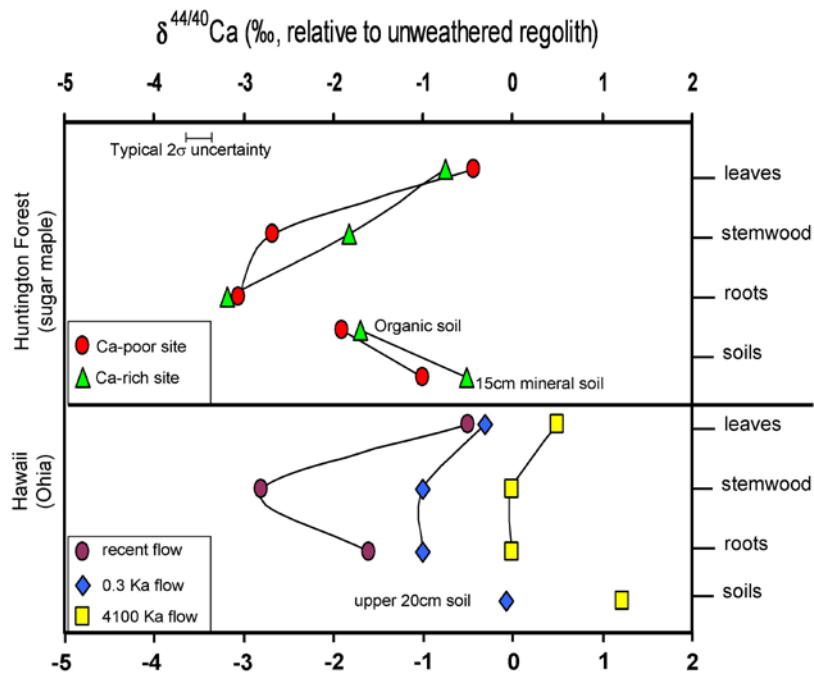 δ44/40Ca (‰, relative to unweathered regolith)
-5 -4 -3 -2 -1 0 1 2
Typical 2σ uncertainty
leaves
stemwood
roots
soils
Huntington Forest
(sugar maple)
Organic soil
15cm mineral soil
Ca-poor site
Ca-rich site
leaves
stemwood
roots
soils
Hawaii
(Ohia)
recent flow
0.3 Ka flow
4100 Ka flow
upper 20cm soil
-5 -4 -3 -2 -1 0 1 2